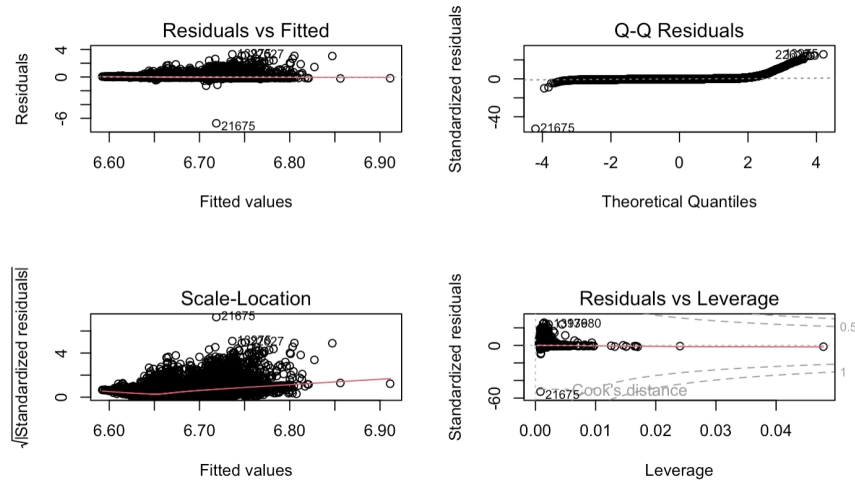 Residuals vs Fitted
Residuals
4
0
-6
21675
6.60 6.70 6.80 6.90
Fitted values
Q-Q Residuals
Standardized residuals
0
-40
21675
-4 -2 0 2 4
Theoretical Quantiles
Scale-Location
√|Standardized residuals|
4
0
21675
6.60 6.70 6.80 6.90
Fitted values
Residuals vs Leverage
Standardized residuals
0
-60
0.5
1
Cook's distance
21675
0.00 0.01 0.02 0.03 0.04
Leverage